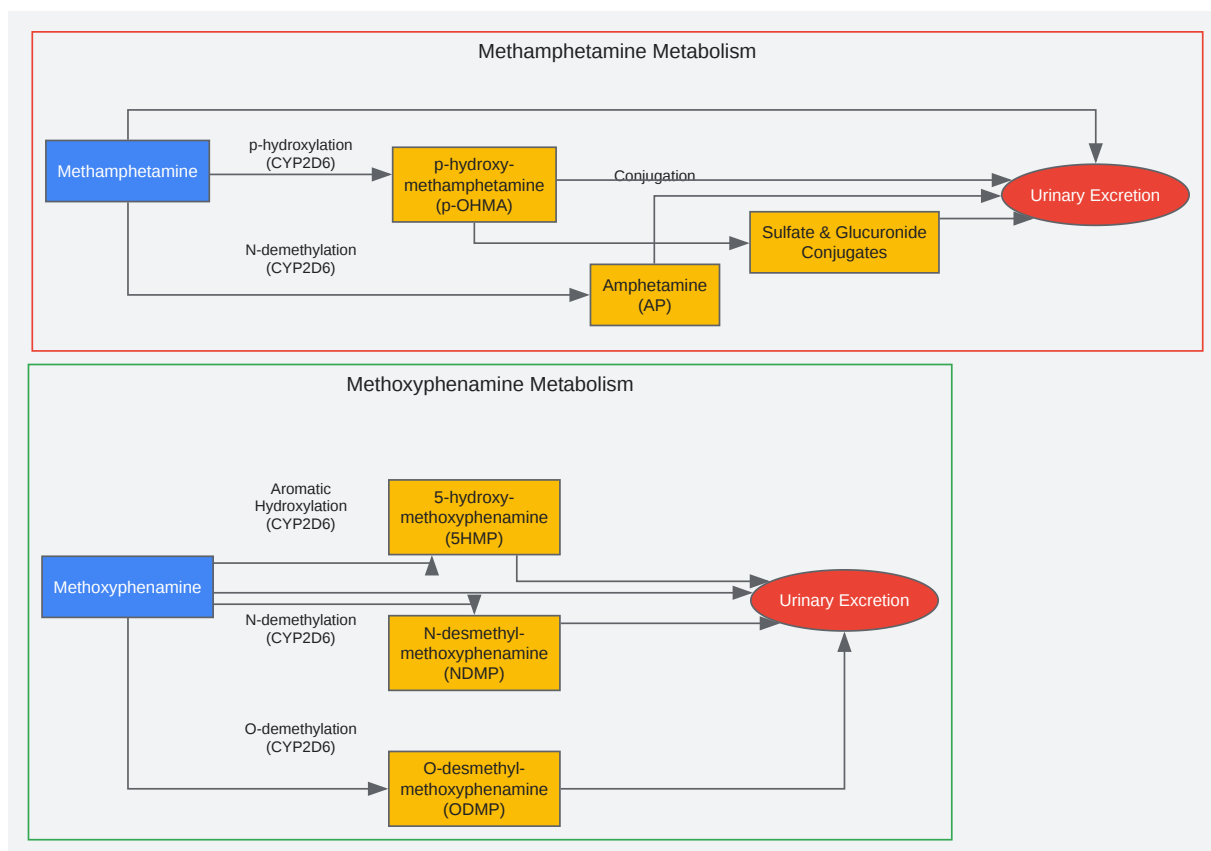 Methamphetamine Metabolism
Methamphetamine
p-hydroxylation
(CYP2D6)
p-hydroxy-
methamphetamine
(p-OHMA)
Conjugation
Urinary Excretion
N-demethylation
(CYP2D6)
Sulfate & Glucuronide
Conjugates
Amphetamine
(AP)
Methoxyphenamine Metabolism
Aromatic
Hydroxylation
(CYP2D6)
5-hydroxy-
methoxyphenamine
(5HMP)
Methoxyphenamine
Urinary Excretion
N-demethylation
(CYP2D6)
N-desmethyl-
methoxyphenamine
(NDMP)
O-demethylation
(CYP2D6)
O-desmethyl-
methoxyphenamine
(ODMP)